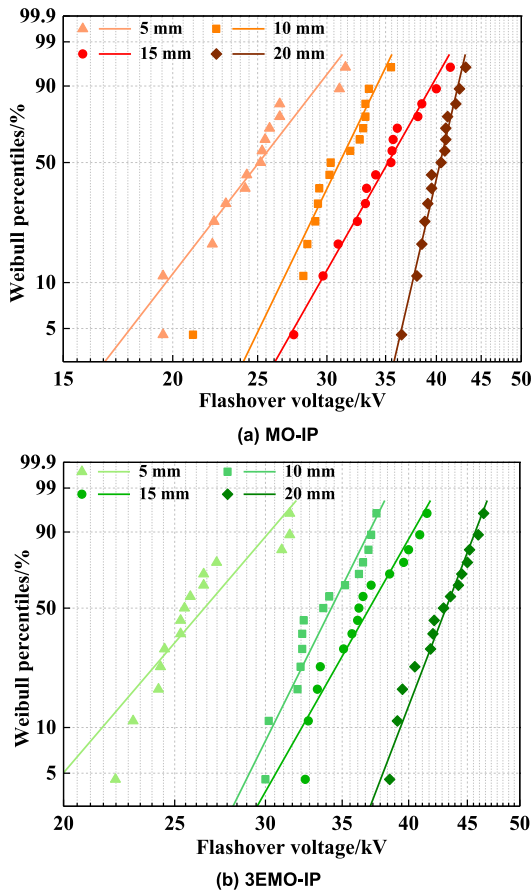 99.9
99
90
50
10
5
Weibull percentiles/%
5 mm
10 mm
15 mm
20 mm
15
20
25
30
35
40
45
50
Flashover voltage/kV
(a) MO-IP
99.9
99
90
50
10
5
Weibull percentiles/%
5 mm
10 mm
15 mm
20 mm
20
25
30
35
40
45
50
Flashover voltage/kV
(b) 3EMO-IP